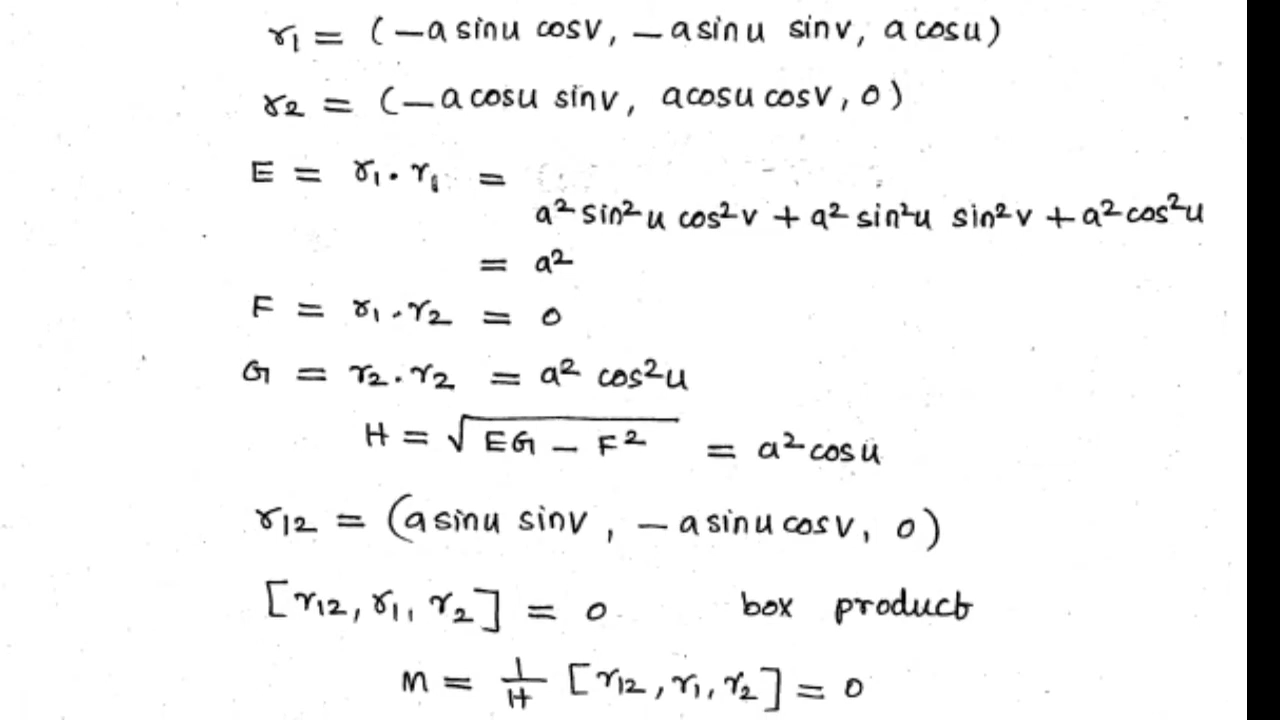 r₁ = (−a sinu cosv, −a sinu sinv, a cosu)
r₂ = (−a cosu sinv, a cosu cosv, 0)
E = r₁ . r₁ =
a² sin²u cos²v + a² sin²u sin²v + a² cos²u
= a²
F = r₁ . r₂ = 0
G = r₂ . r₂ = a² cos²u
H = √(EG − F²) = a² cosu
r₁₂ = (a sinu sinv, − a sinu cosv, 0)
[r₁₂, r₁, r₂] = 0 box product
M = 1/H [r₁₂, r₁, r₂] = 0